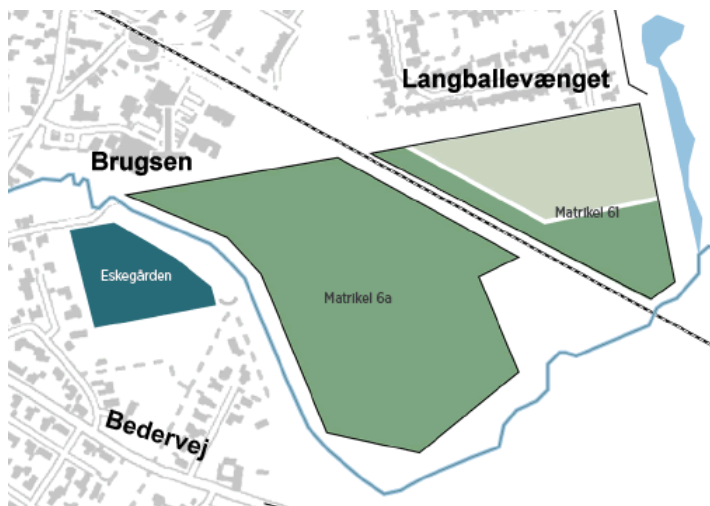 Langballevænget
Brugsen
Matrikel 6l
Eskegården
Matrikel 6a
Bedervej